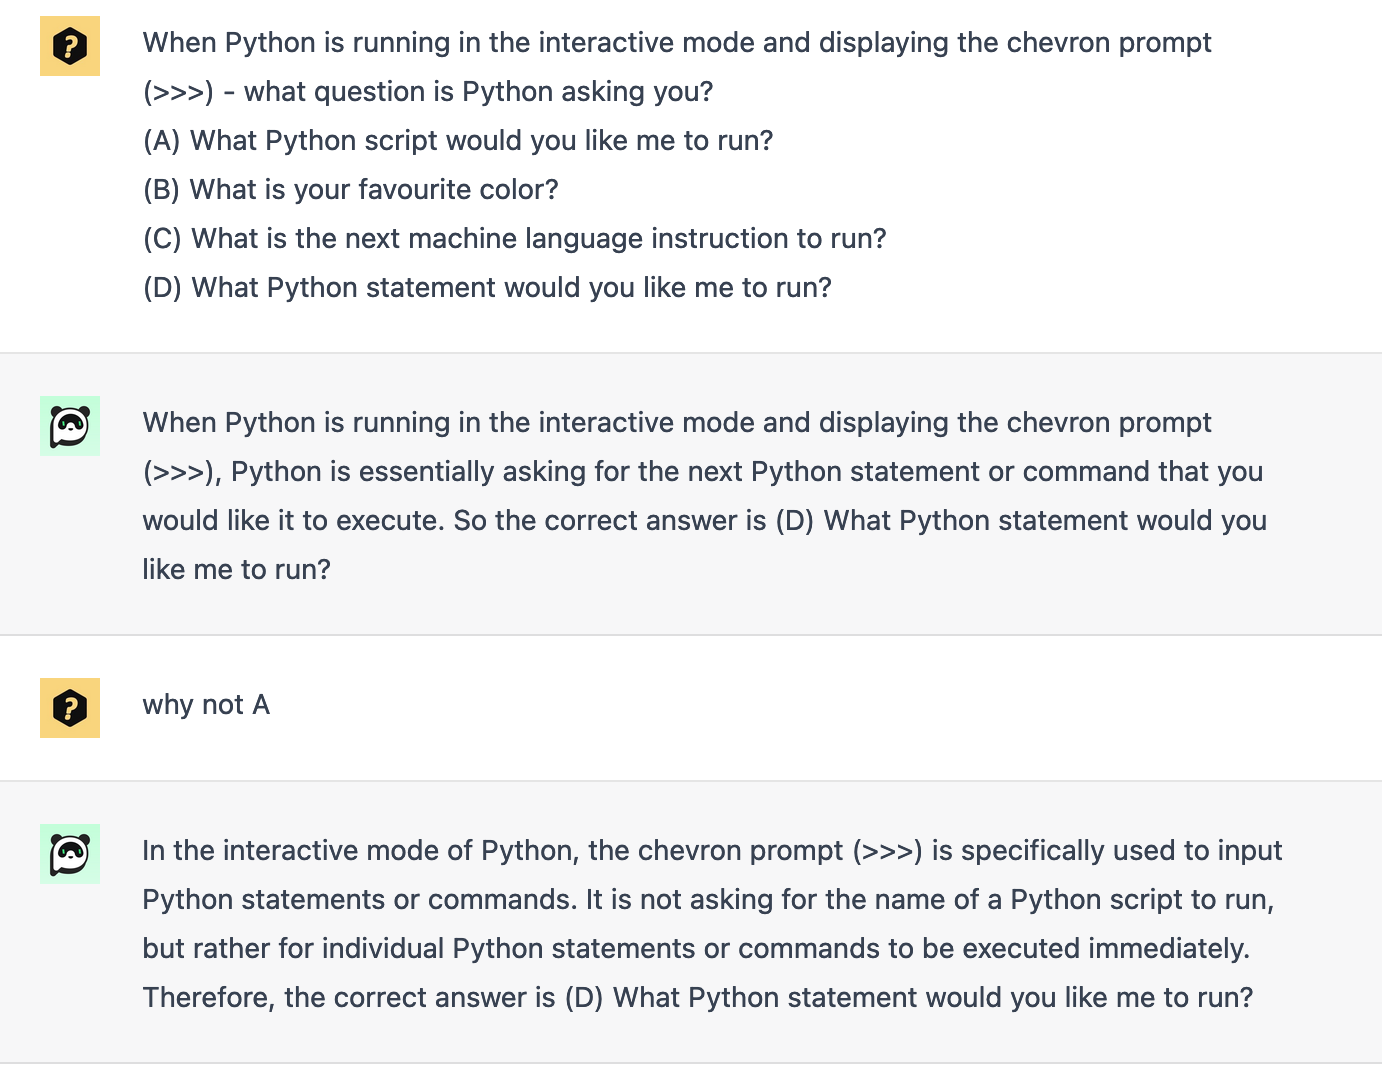 When Python is running in the interactive mode and displaying the chevron prompt
(>>>) - what question is Python asking you?
(A) What Python script would you like me to run?
(B) What is your favourite color?
(C) What is the next machine language instruction to run?
(D) What Python statement would you like me to run?
When Python is running in the interactive mode and displaying the chevron prompt
(>>>), Python is essentially asking for the next Python statement or command that you
would like it to execute. So the correct answer is (D) What Python statement would you
like me to run?
why not A
In the interactive mode of Python, the chevron prompt (>>>) is specifically used to input
Python statements or commands. It is not asking for the name of a Python script to run,
but rather for individual Python statements or commands to be executed immediately.
Therefore, the correct answer is (D) What Python statement would you like me to run?